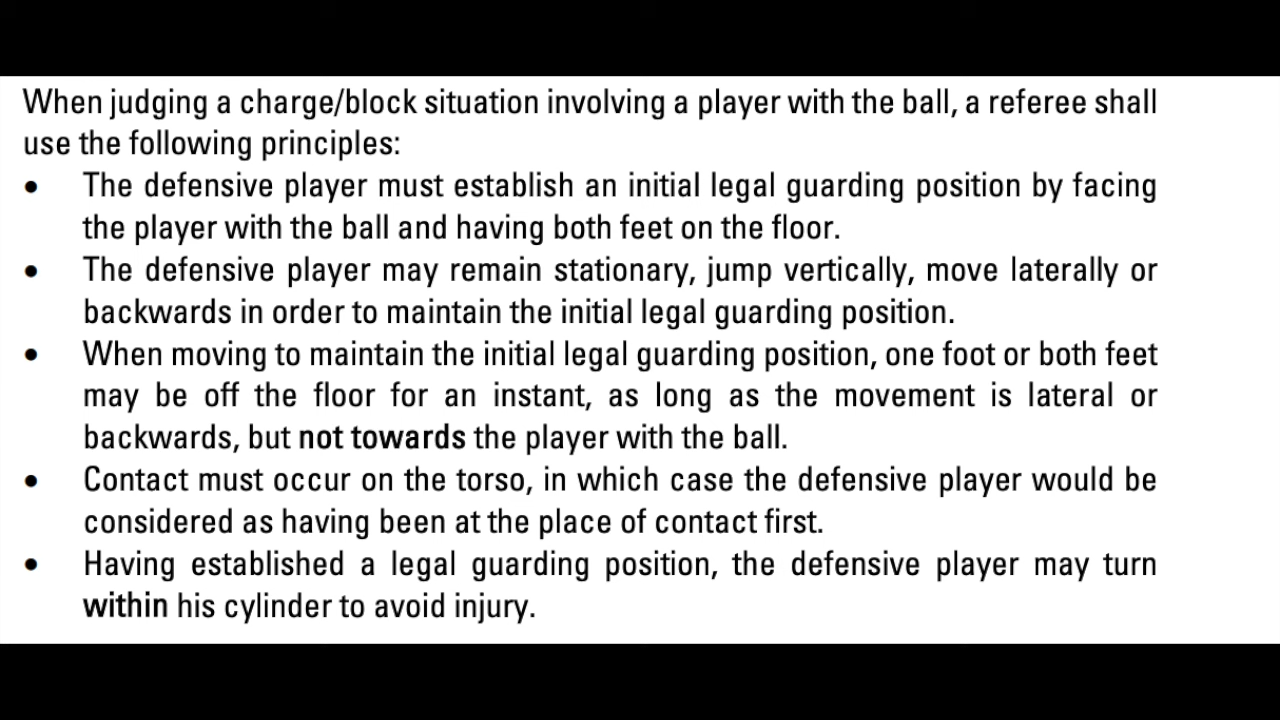 When judging a charge/block situation involving a player with the ball, a referee shall
use the following principles:
• The defensive player must establish an initial legal guarding position by facing
the player with the ball and having both feet on the floor.
• The defensive player may remain stationary, jump vertically, move laterally or
backwards in order to maintain the initial legal guarding position.
• When moving to maintain the initial legal guarding position, one foot or both feet
may be off the floor for an instant, as long as the movement is lateral or
backwards, but not towards the player with the ball.
• Contact must occur on the torso, in which case the defensive player would be
considered as having been at the place of contact first.
• Having established a legal guarding position, the defensive player may turn
within his cylinder to avoid injury.